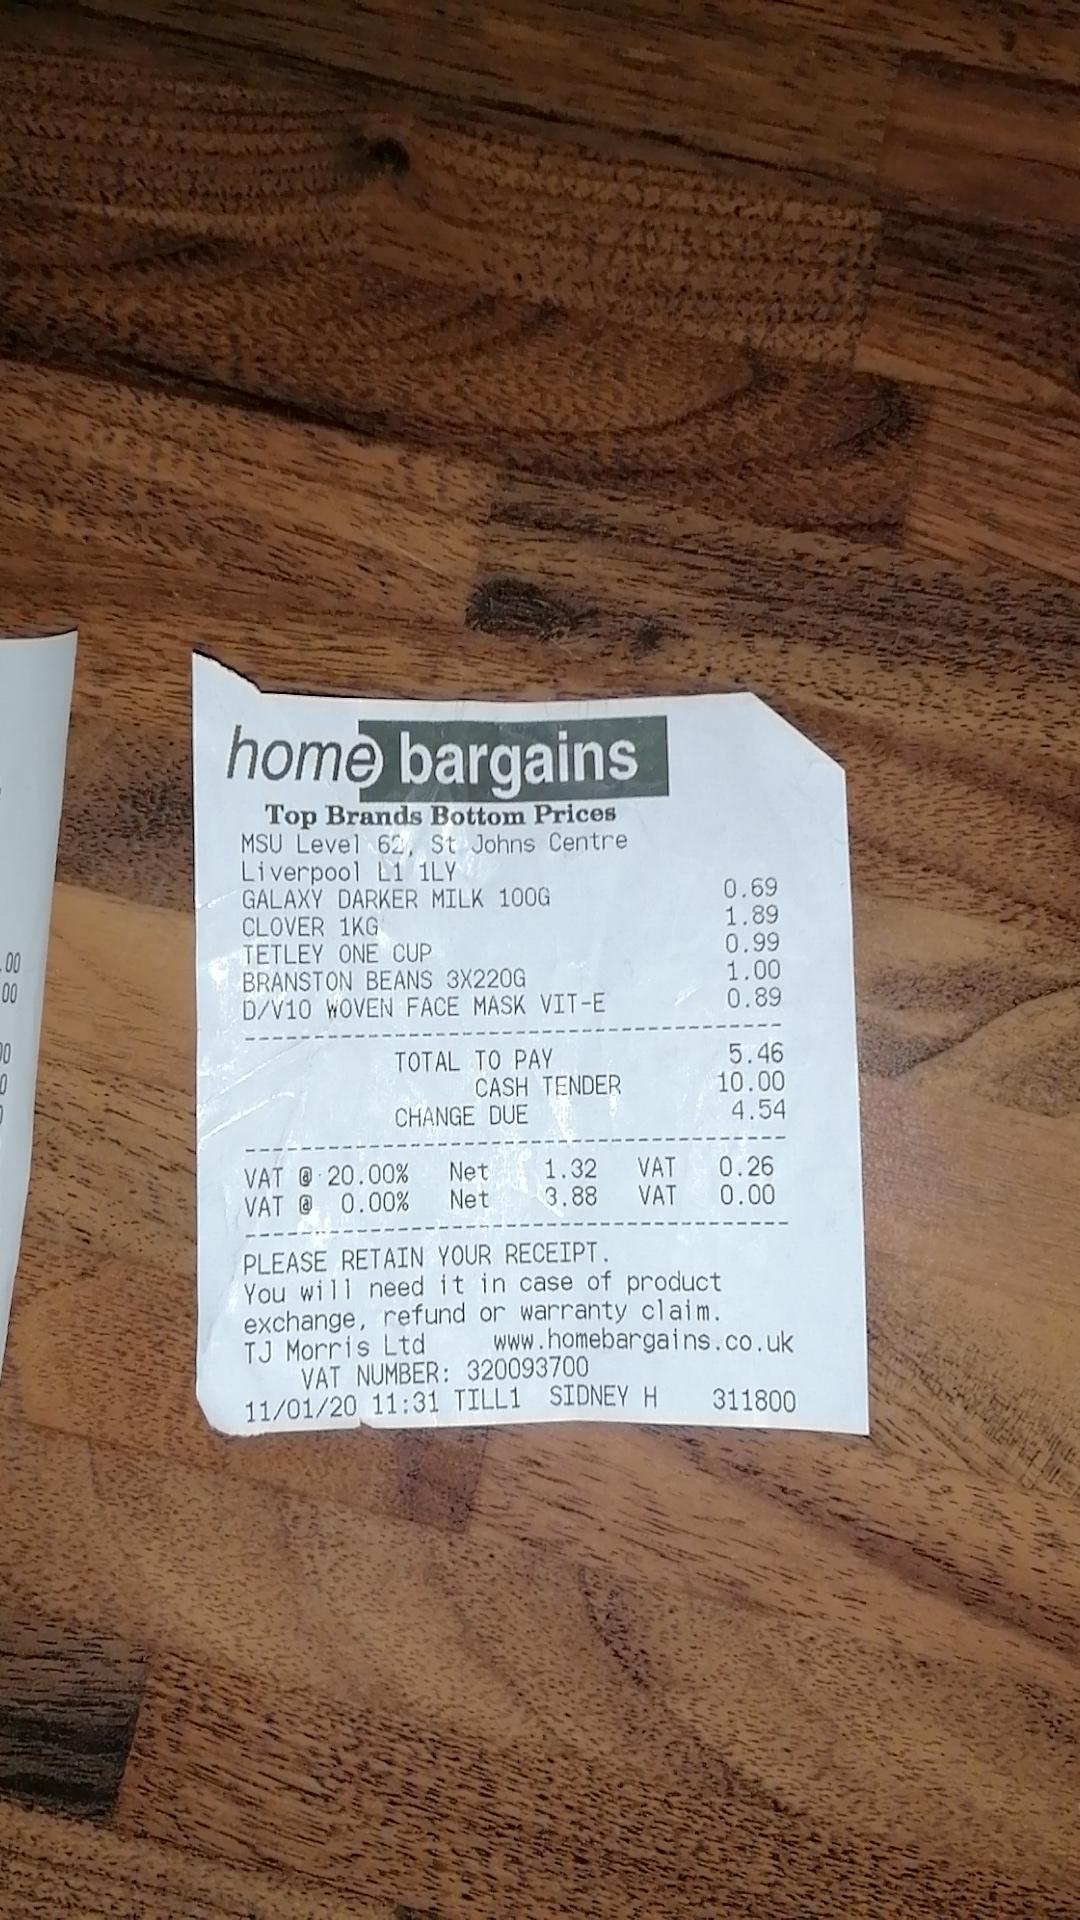 home bargains
Top Brands Bottom Prices
MSU Level 62, St Johns Centre
Liverpool L1 1LY
GALAXY DARKER MILK 100G 0.69
CLOVER 1KG 1.89
TETLEY ONE CUP 0.99
BRANSTON BEANS 3X220G 1.00
D/V10 WOVEN FACE MASK VIT-E 0.89
TOTAL TO PAY 5.46
CASH TENDER 10.00
CHANGE DUE 4.54
VAT @ 20.00% Net 1.32 VAT 0.26
VAT @ 0.00% Net 3.88 VAT 0.00
PLEASE RETAIN YOUR RECEIPT.
You will need it in case of product
exchange, refund or warranty claim.
TJ Morris Ltd www.homebargains.co.uk
VAT NUMBER: 320093700
11/01/20 11:31 TILL1 SIDNEY H 311800
.00
00